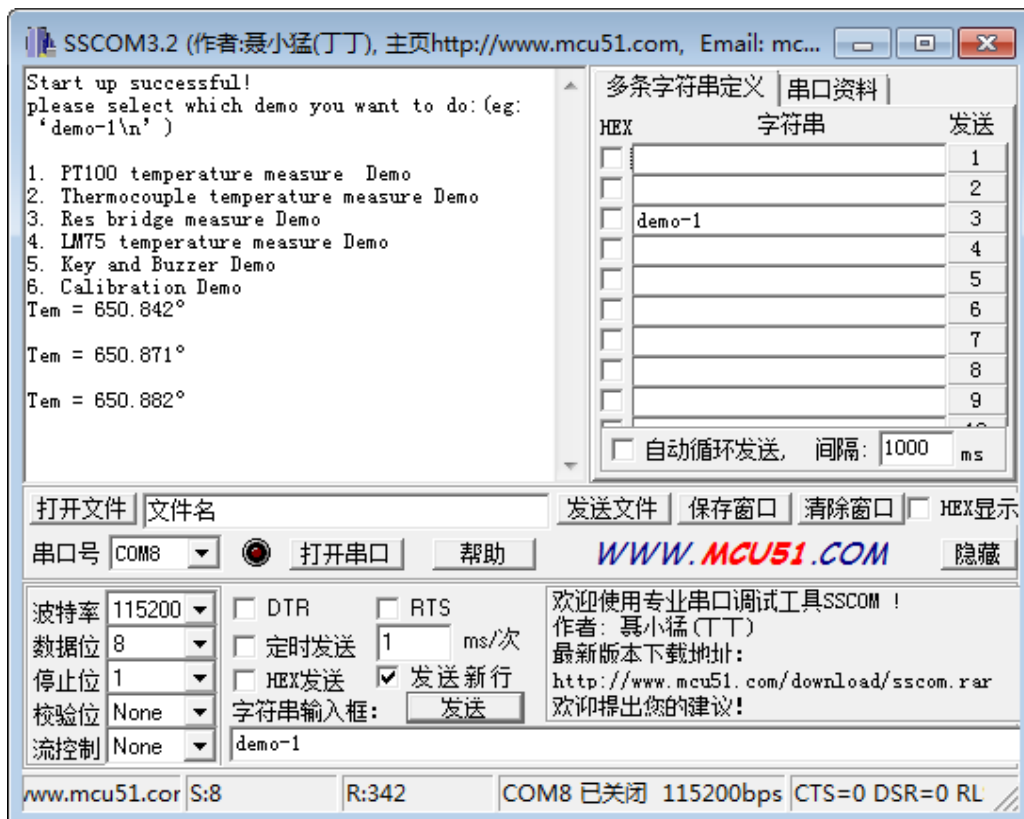 SSCOM3.2 (作者:聂小猛(丁丁), 主页http://www.mcu51.com, Email: mc...
Start up successful!
please select which demo you want to do:(eg:
‘demo-1\n’)
1. PT100 temperature measure  Demo
2. Thermocouple temperature measure Demo
3. Res bridge measure Demo
4. LM75 temperature measure Demo
5. Key and Buzzer Demo
6. Calibration Demo
Tem = 650.842°
Tem = 650.871°
Tem = 650.882°
多条字符串定义 串口资料
HEX 字符串 发送
1
2
demo-1 3
4
5
6
7
8
9
自动循环发送, 间隔: 1000 ms
打开文件 文件名 发送文件 保存窗口 清除窗口 HEX显示
串口号 COM8 打开串口 帮助 WWW.MCU51.COM 隐藏
波特率 115200 DTR RTS
数据位 8 定时发送 1 ms/次
停止位 1 HEX发送 发送新行
校验位 None 字符串输入框: 发送
流控制 None demo-1
欢迎使用专业串口调试工具SSCOM !
作者: 聂小猛(丁丁)
最新版本下载地址:
http://www.mcu51.com/download/sscom.rar
欢迎提出您的建议!
www.mcu51.cor S:8 R:342 COM8 已关闭 115200bps CTS=0 DSR=0 RL